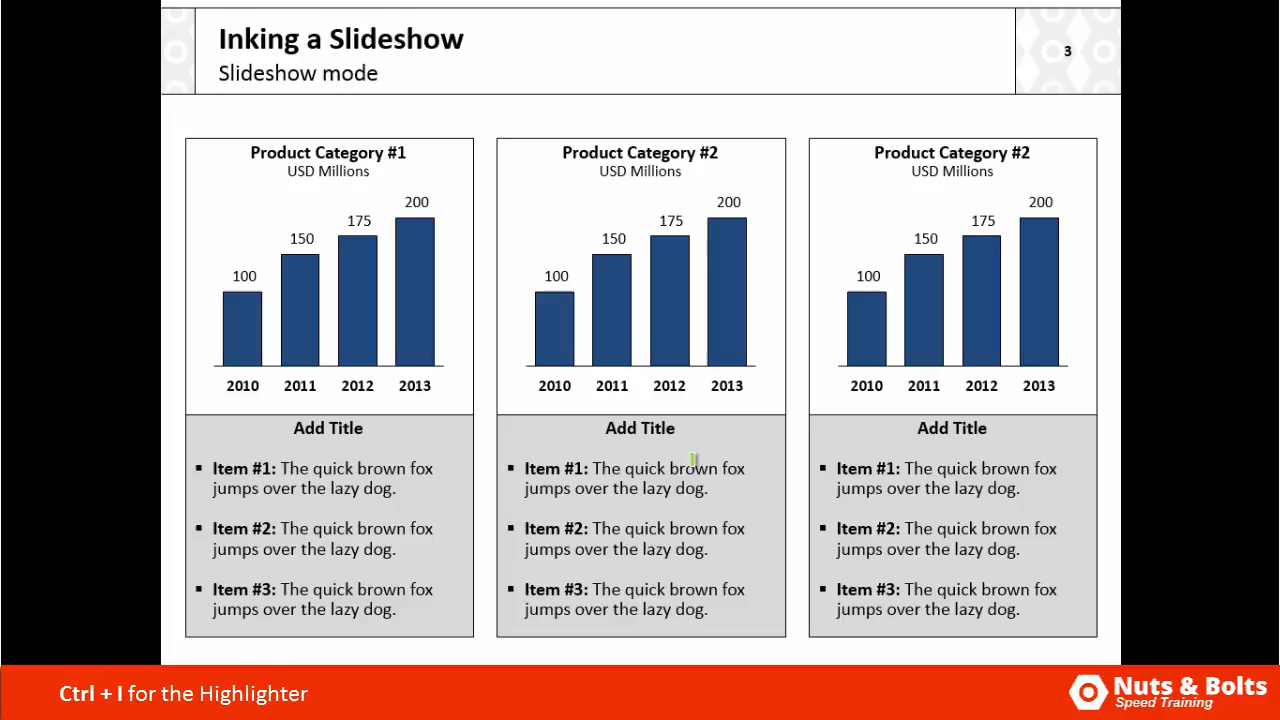 Inking a Slideshow
Slideshow mode
3
Product Category #1
USD Millions
100
150
175
200
2010 2011 2012 2013
Add Title
▪ Item #1: The quick brown fox
jumps over the lazy dog.
▪ Item #2: The quick brown fox
jumps over the lazy dog.
▪ Item #3: The quick brown fox
jumps over the lazy dog.
Product Category #2
USD Millions
100
150
175
200
2010 2011 2012 2013
Add Title
▪ Item #1: The quick brown fox
jumps over the lazy dog.
▪ Item #2: The quick brown fox
jumps over the lazy dog.
▪ Item #3: The quick brown fox
jumps over the lazy dog.
Product Category #2
USD Millions
100
150
175
200
2010 2011 2012 2013
Add Title
▪ Item #1: The quick brown fox
jumps over the lazy dog.
▪ Item #2: The quick brown fox
jumps over the lazy dog.
▪ Item #3: The quick brown fox
jumps over the lazy dog.
Ctrl + I for the Highlighter
Nuts & Bolts
Speed Training